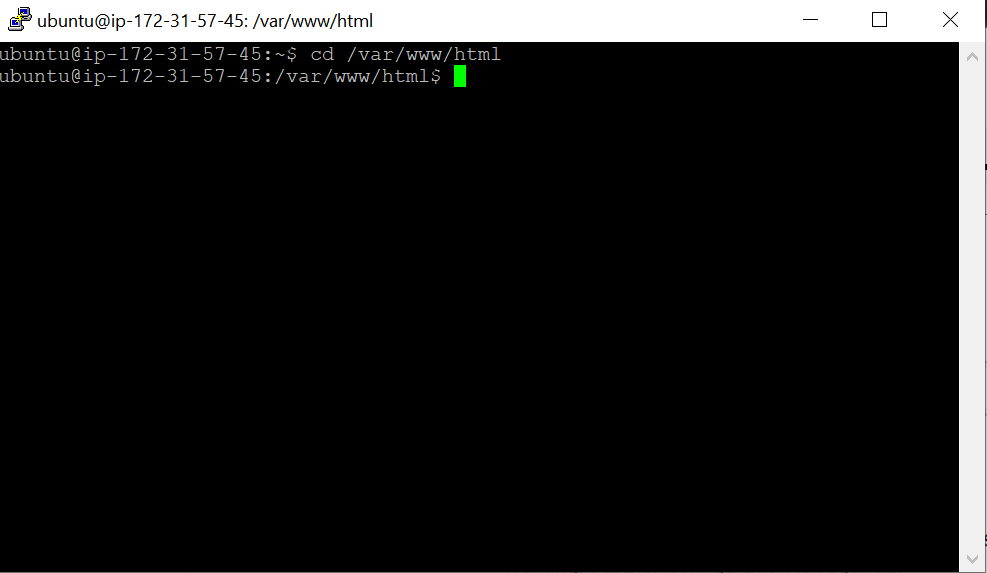 ubuntu@ip-172-31-57-45: /var/www/html
ubuntu@ip-172-31-57-45:~$ cd /var/www/html
ubuntu@ip-172-31-57-45:/var/www/html$